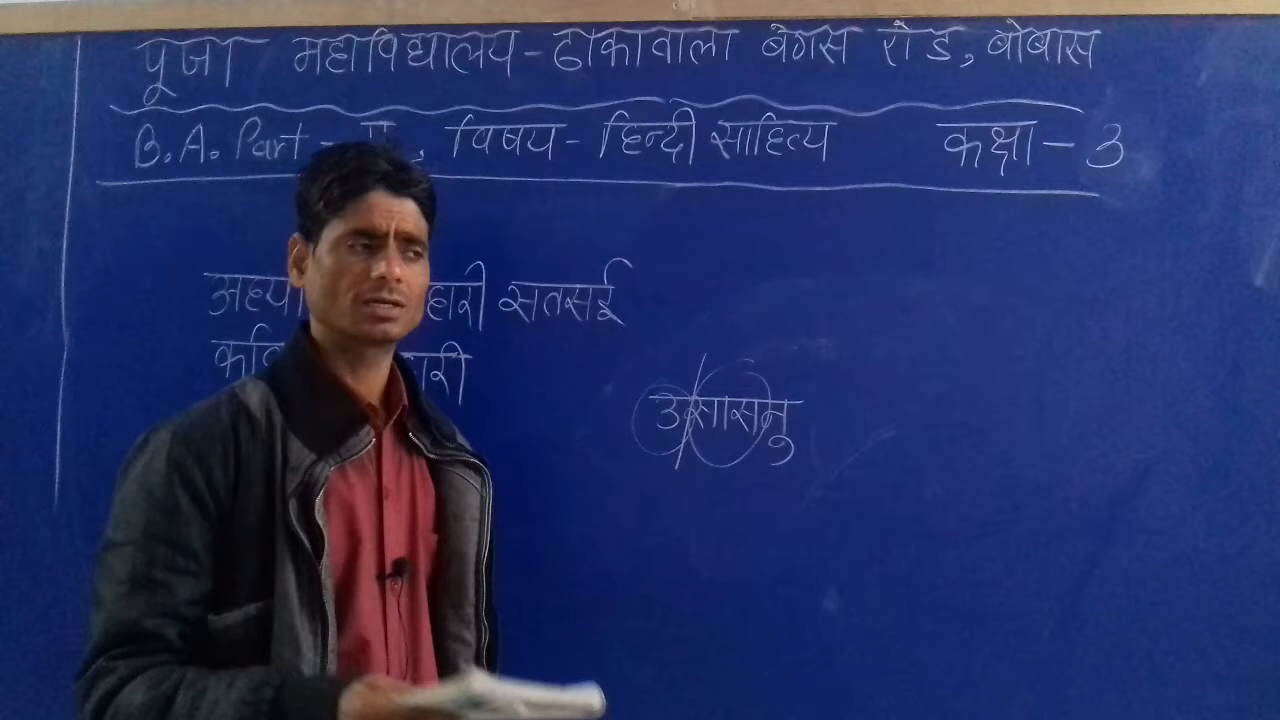 पूजा महाविद्यालय - ढाकावाला बेगस रोड, बोबास
B.A. Part - विषय - हिन्दी साहित्य कक्षा - 3
सतसई
उसासनु